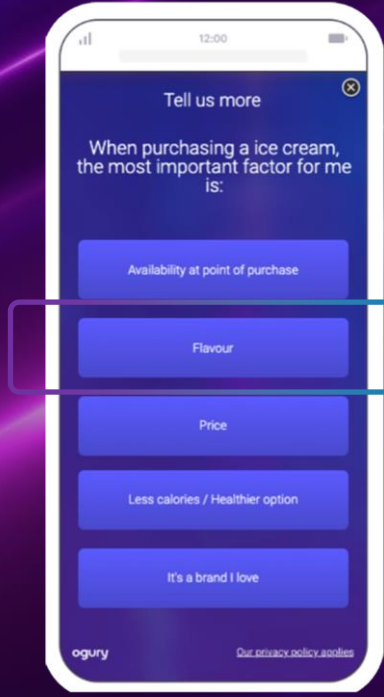 12:00
Tell us more
When purchasing a ice cream,
the most important factor for me
is:
Availability at point of purchase
Flavour
Price
Less calories / Healthier option
It's a brand I love
ogury
Our privacy policy applies